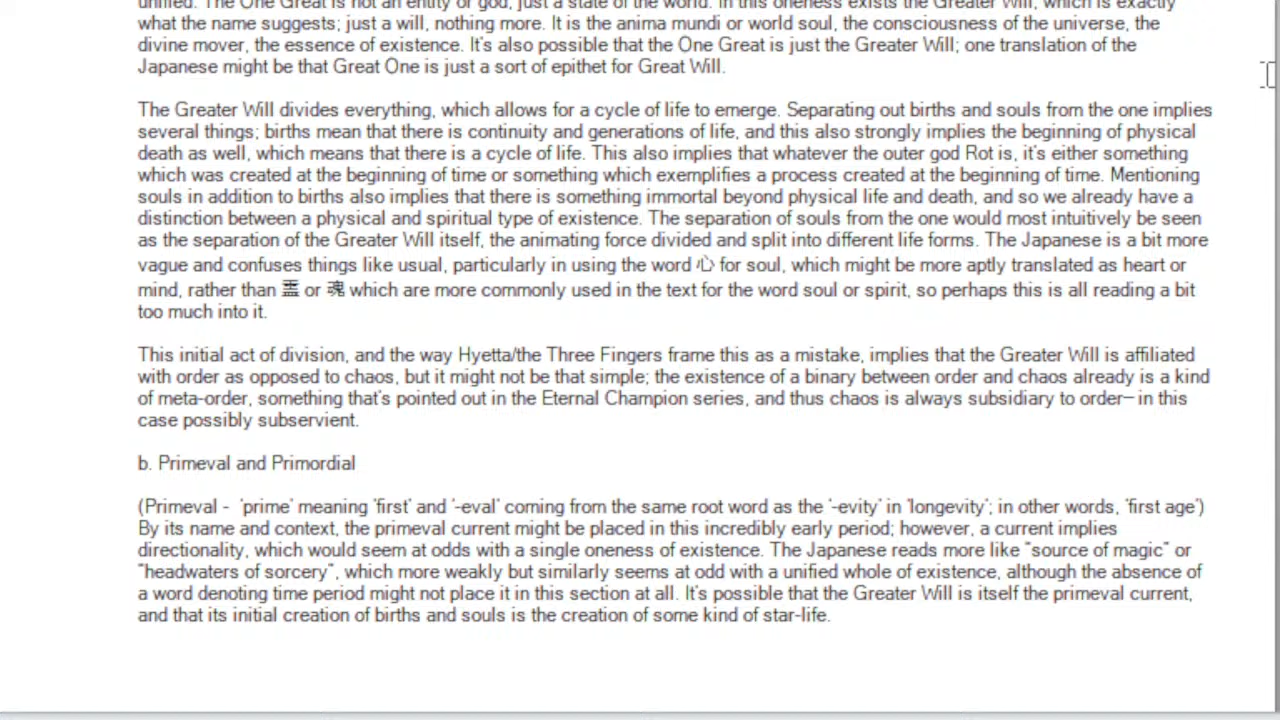 unified. The One Great is not an entity or god, just a state of the world. In this oneness exists the Greater Will, which is exactly
what the name suggests; just a will, nothing more. It is the anima mundi or world soul, the consciousness of the universe, the
divine mover, the essence of existence. It's also possible that the One Great is just the Greater Will; one translation of the
Japanese might be that Great One is just a sort of epithet for Great Will.
The Greater Will divides everything, which allows for a cycle of life to emerge. Separating out births and souls from the one implies
several things; births mean that there is continuity and generations of life, and this also strongly implies the beginning of physical
death as well, which means that there is a cycle of life. This also implies that whatever the outer god Rot is, it's either something
which was created at the beginning of time or something which exemplifies a process created at the beginning of time. Mentioning
souls in addition to births also implies that there is something immortal beyond physical life and death, and so we already have a
distinction between a physical and spiritual type of existence. The separation of souls from the one would most intuitively be seen
as the separation of the Greater Will itself, the animating force divided and split into different life forms. The Japanese is a bit more
vague and confuses things like usual, particularly in using the word 心 for soul, which might be more aptly translated as heart or
mind, rather than or 魂 which are more commonly used in the text for the word soul or spirit, so perhaps this is all reading a bit
too much into it.
This initial act of division, and the way Hyetta/the Three Fingers frame this as a mistake, implies that the Greater Will is affiliated
with order as opposed to chaos, but it might not be that simple; the existence of a binary between order and chaos already is a kind
of meta-order, something that's pointed out in the Eternal Champion series, and thus chaos is always subsidiary to order– in this
case possibly subservient.
b. Primeval and Primordial
(Primeval - 'prime' meaning 'first' and '-eval' coming from the same root word as the '-evity' in 'longevity'; in other words, 'first age')
By its name and context, the primeval current might be placed in this incredibly early period; however, a current implies
directionality, which would seem at odds with a single oneness of existence. The Japanese reads more like "source of magic" or
"headwaters of sorcery", which more weakly but similarly seems at odd with a unified whole of existence, although the absence of
a word denoting time period might not place it in this section at all. It's possible that the Greater Will is itself the primeval current,
and that its initial creation of births and souls is the creation of some kind of star-life.